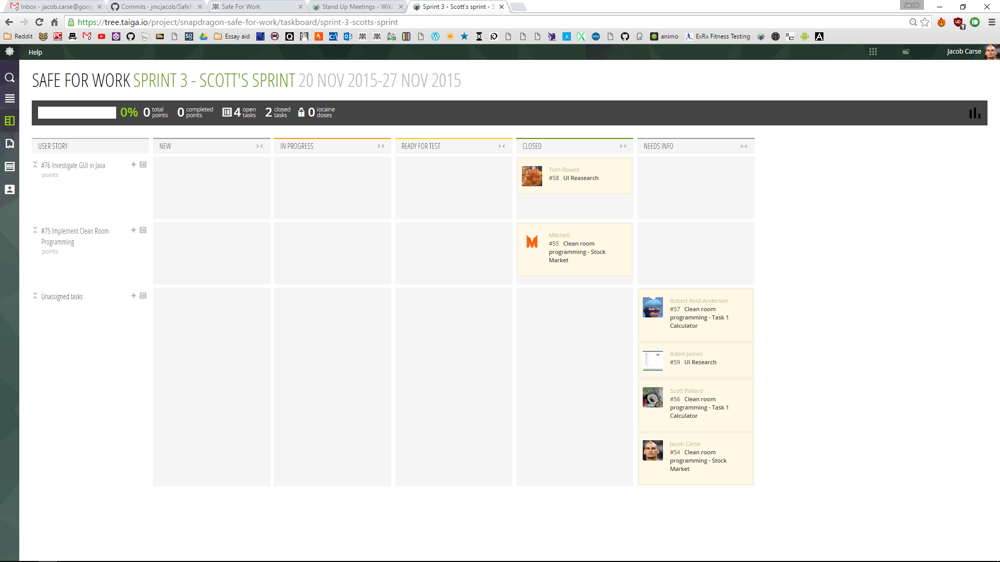 Inbox - jacob.carse@goog
Commits · jmcjacob/SafeF
Safe For Work
Stand Up Meetings - Wiki
Sprint 3 - Scott's sprint - S
Jacob
https://tree.taiga.io/project/snapdragon-safe-for-work/taskboard/sprint-3-scotts-sprint
Reddit
Essay aid
animo
ExRx Fitness Testing
Help
Jacob Carse
SAFE FOR WORK SPRINT 3 - SCOTT'S SPRINT 20 NOV 2015-27 NOV 2015
0% 0 total points 0 completed points 4 open tasks 2 closed tasks 0 iocaine doses
USER STORY
NEW
IN PROGRESS
READY FOR TEST
CLOSED
NEEDS INFO
#76 Investigate GUI in Java
points
Tom Rowell
#58 UI Reasearch
#75 Implement Clean Room
Programming
points
Mitchell
#55 Clean room
programming - Stock
Market
Unassigned tasks
Robert Reid-Anderson
#57 Clean room
programming - Task 1
Calculator
Adam James
#59 UI Research
Scott Pollard
#56 Clean room
programming - Task 1
Calculator
Jacob Carse
#54 Clean room
programming - Stock
Market